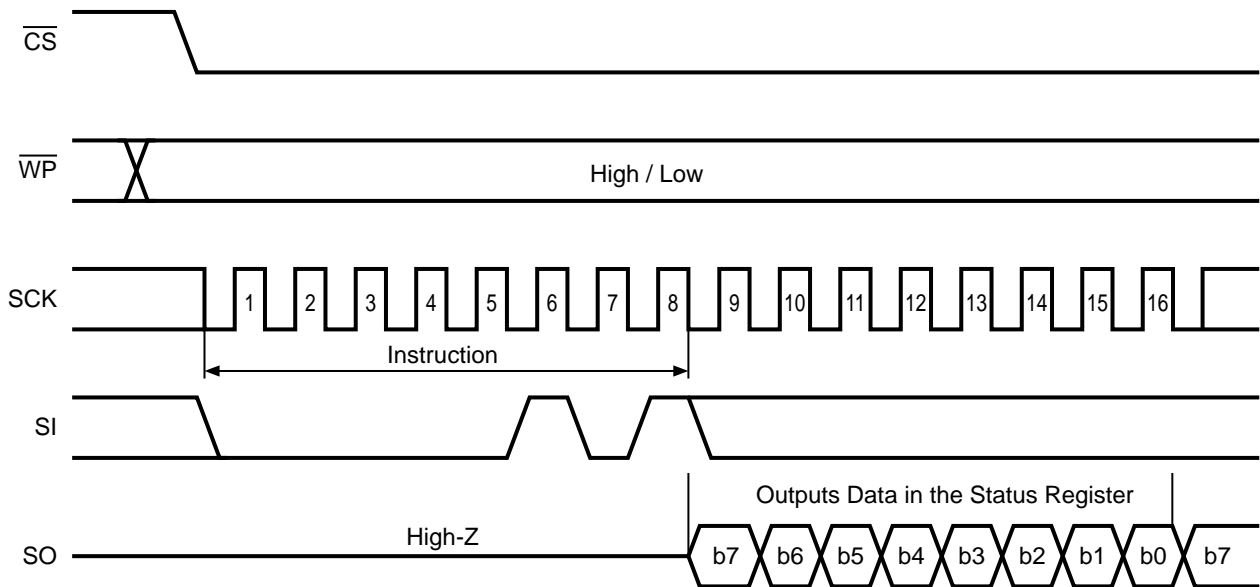 CS
WP
High / Low
SCK
1 2 3 4 5 6 7 8 9 10 11 12 13 14 15 16
Instruction
SI
Outputs Data in the Status Register
High-Z
SO
b7 b6 b5 b4 b3 b2 b1 b0 b7